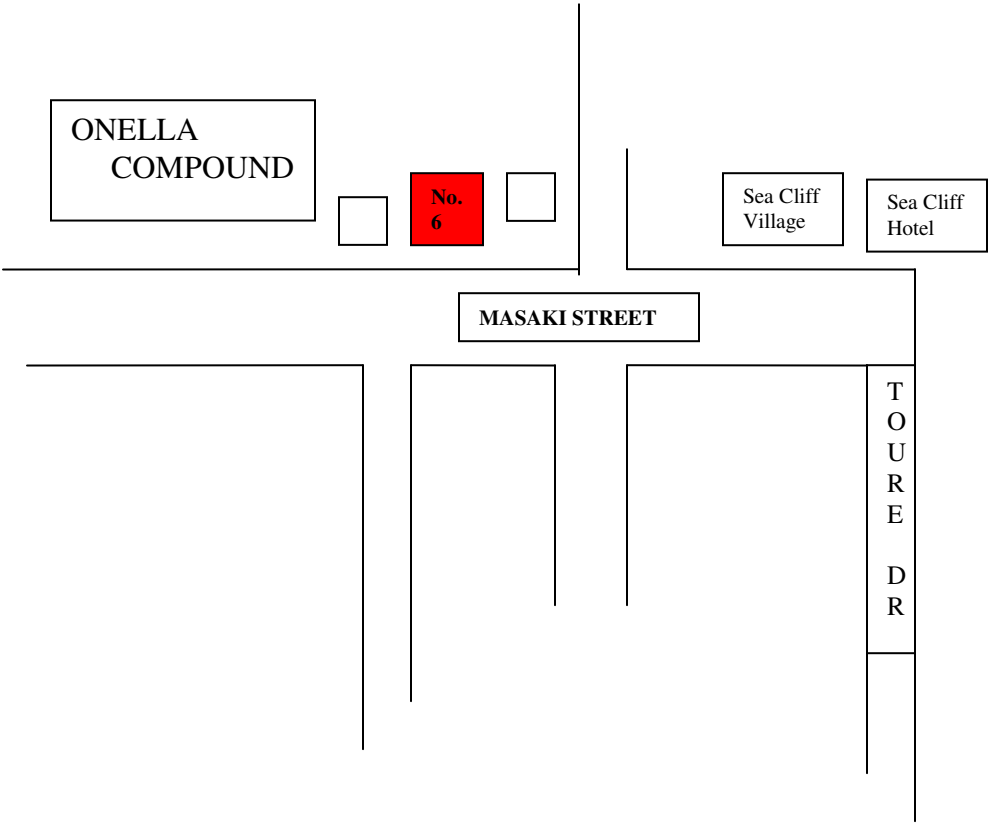 ONELLA
COMPOUND
No.
6
Sea Cliff
Village
Sea Cliff
Hotel
MASAKI STREET
T
O
U
R
E
D
R